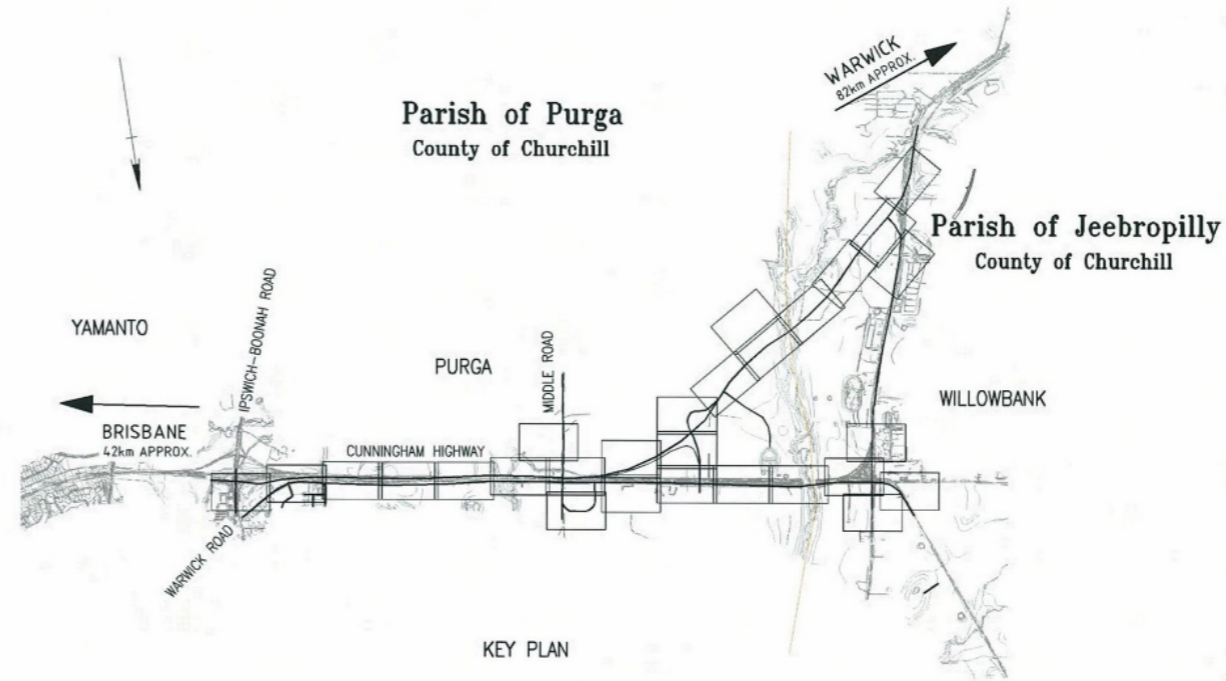 WARWICK
82km APPROX.
Parish of Purga
County of Churchill
Parish of Jeebropilly
County of Churchill
YAMANTO
IPSWICH-BOONAH ROAD
PURGA
MIDDLE ROAD
WILLOWBANK
BRISBANE
42km APPROX.
CUNNINGHAM HIGHWAY
WARWICK ROAD
KEY PLAN